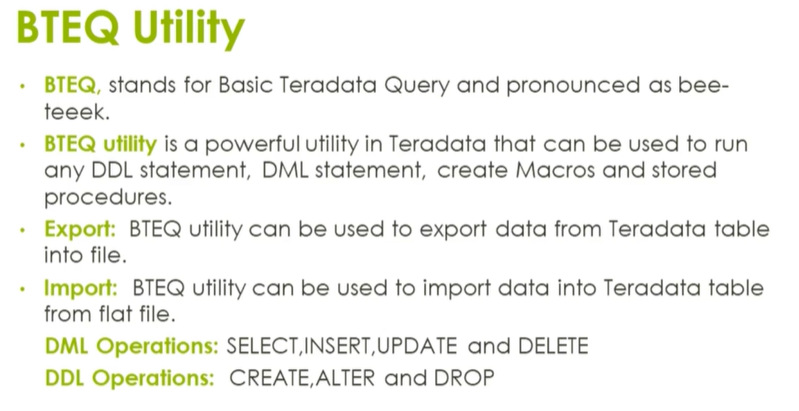 BTEQ Utility
• BTEQ, stands for Basic Teradata Query and pronounced as bee-
teeek.
• BTEQ utility is a powerful utility in Teradata that can be used to run
any DDL statement, DML statement, create Macros and stored
procedures.
• Export: BTEQ utility can be used to export data from Teradata table
into file.
• Import: BTEQ utility can be used to import data into Teradata table
from flat file.
DML Operations: SELECT,INSERT,UPDATE and DELETE
DDL Operations: CREATE,ALTER and DROP